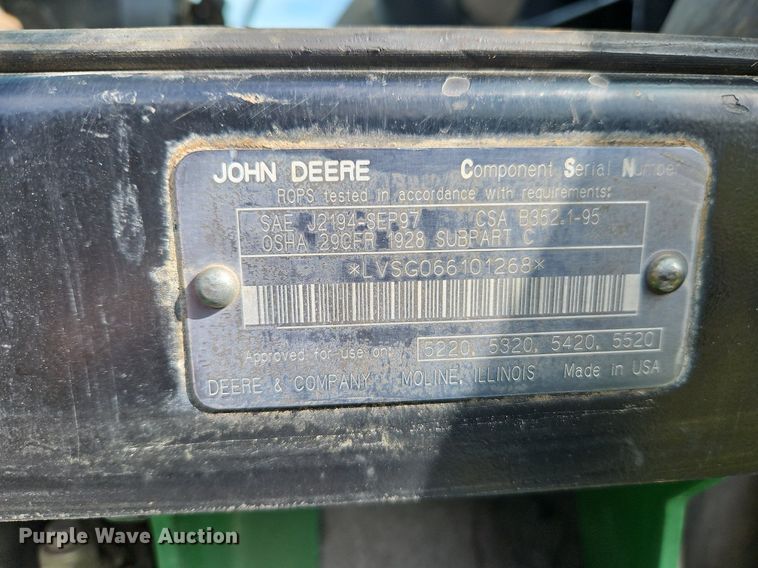 JOHN DEERE Component Serial Number
ROPS tested in accordance with requirements:
SAE J2194-SEP97 CSA B352.1-95
OSHA 29CFR 1928 SUBPART C
*LVSG066101268*
Approved for use on: 5220, 5320, 5420, 5520
DEERE & COMPANY MOLINE, ILLINOIS Made in USA
Purple Wave Auction